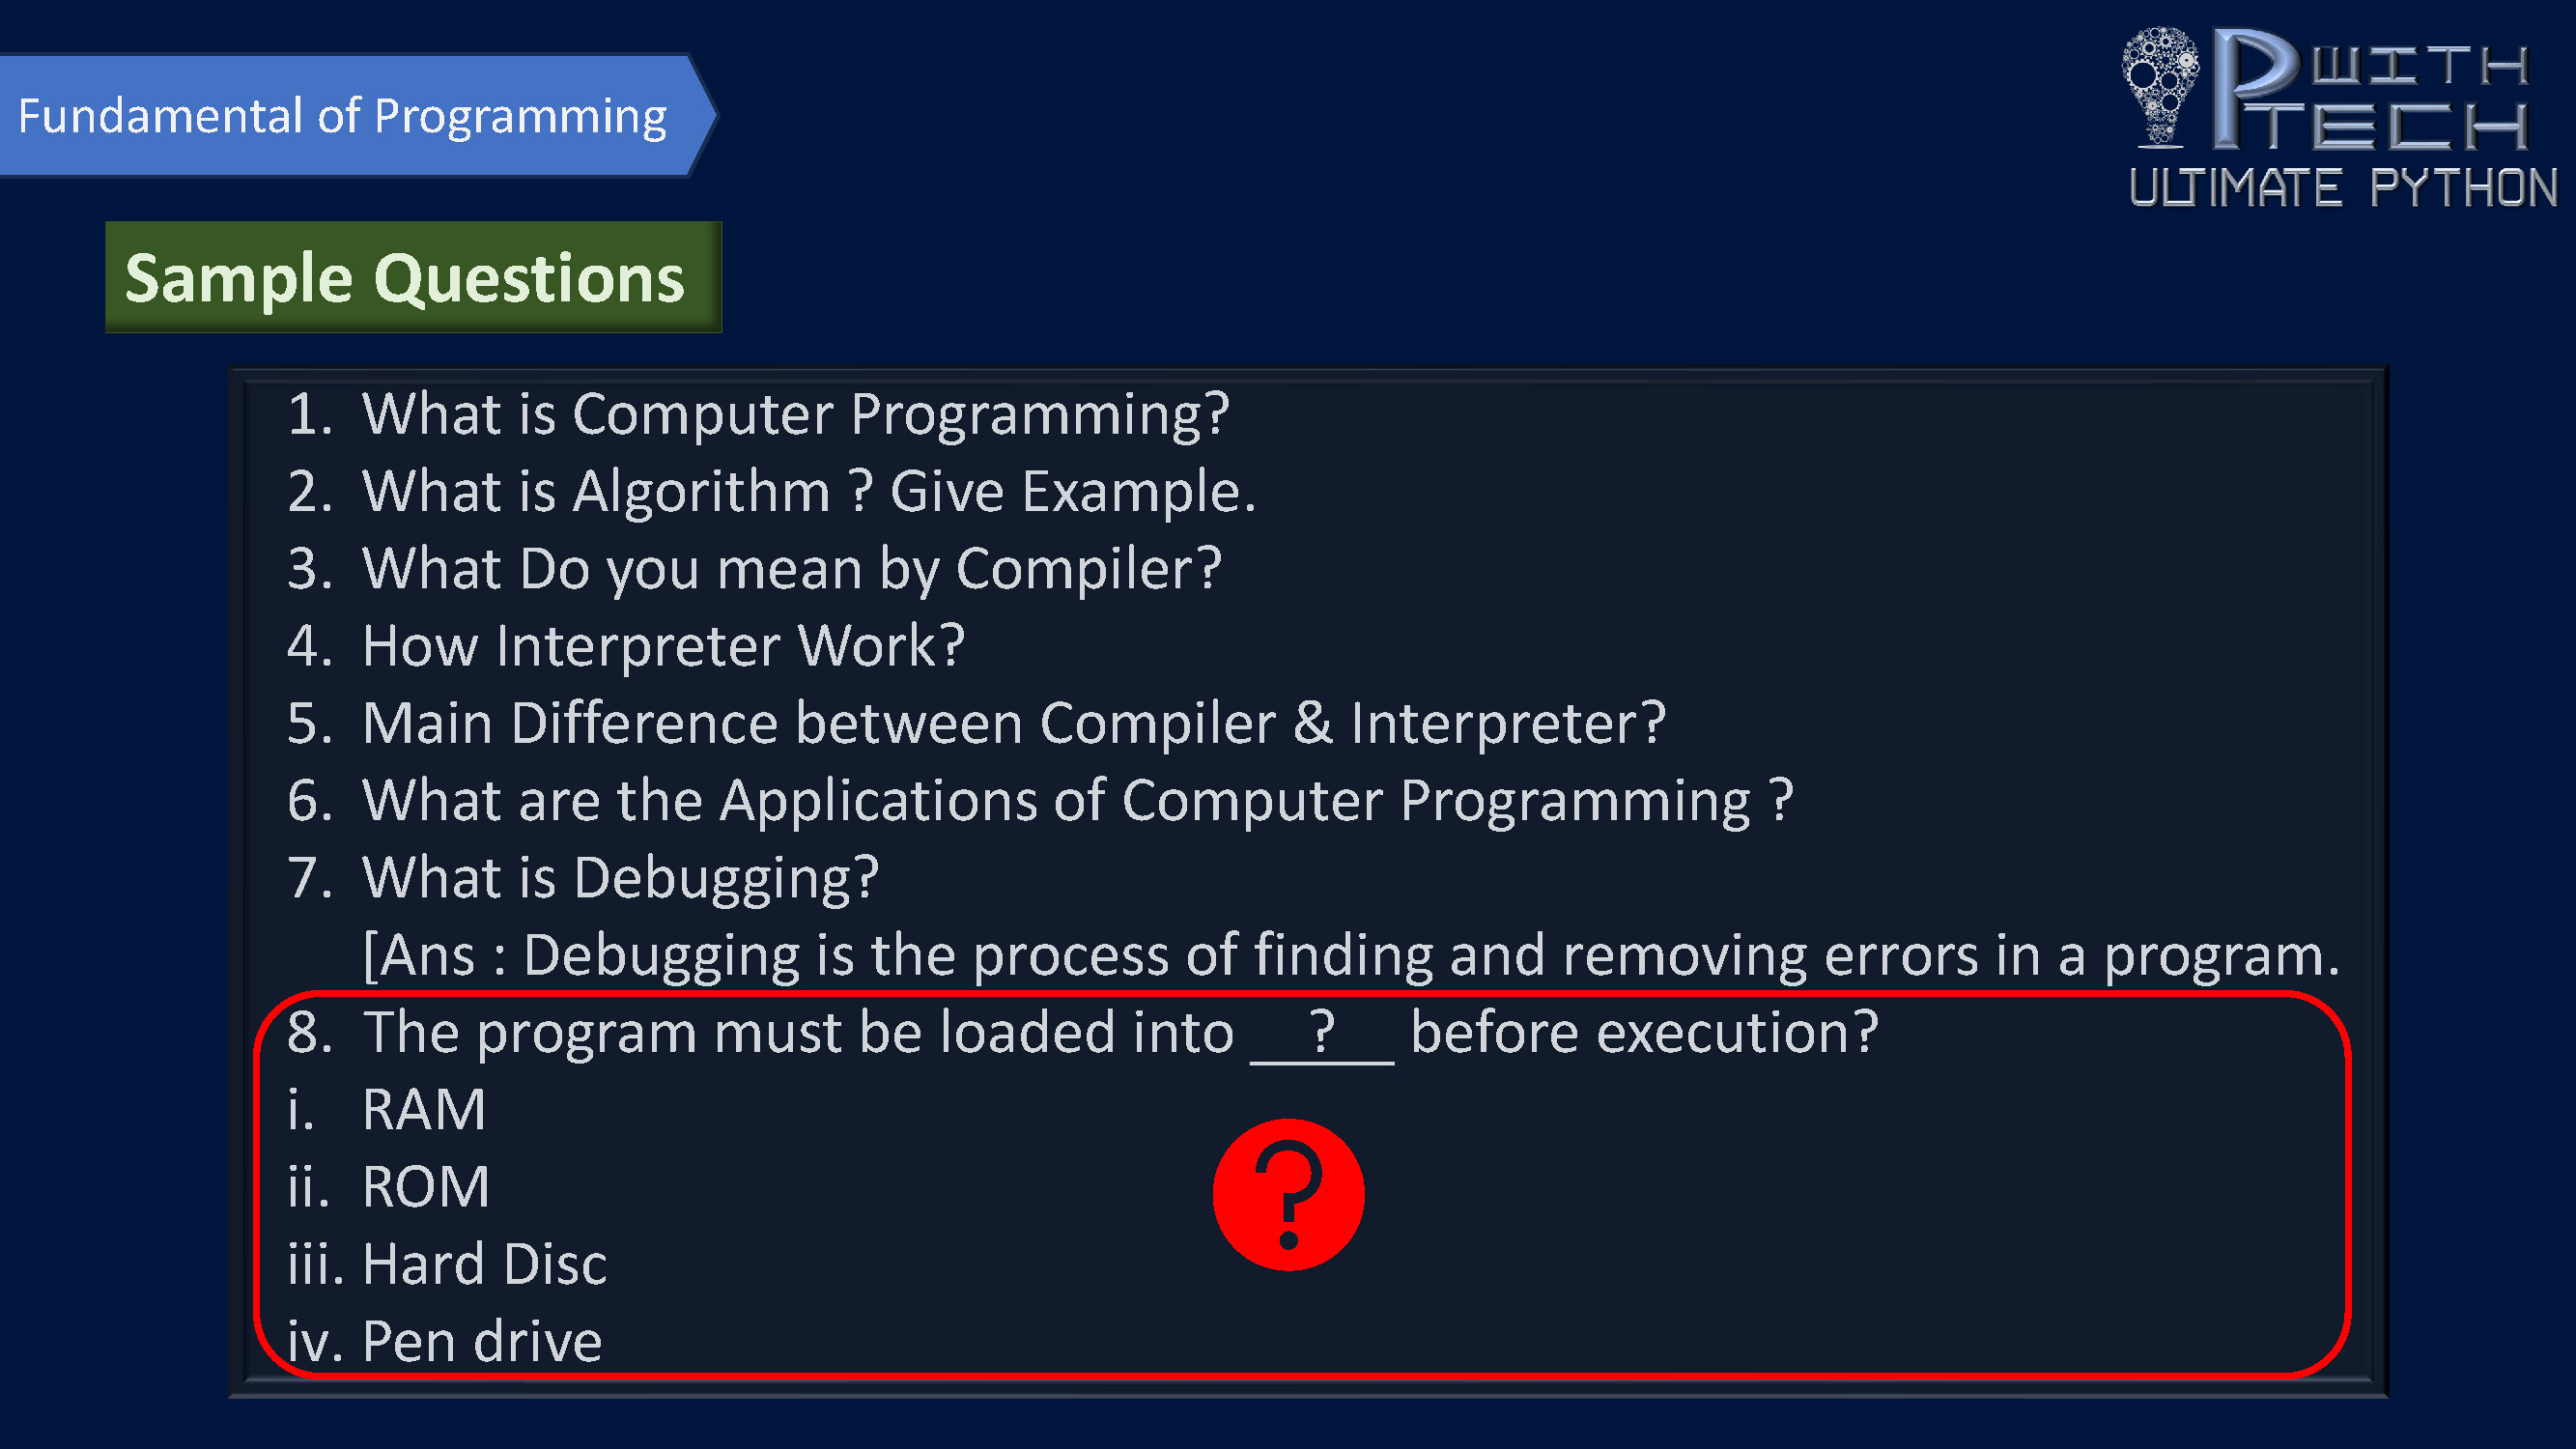 Fundamental of Programming
P WITH
TECH
ULTIMATE PYTHON
Sample Questions
1. What is Computer Programming?
2. What is Algorithm ? Give Example.
3. What Do you mean by Compiler?
4. How Interpreter Work?
5. Main Difference between Compiler & Interpreter?
6. What are the Applications of Computer Programming ?
7. What is Debugging?
[Ans : Debugging is the process of finding and removing errors in a program.
8. The program must be loaded into __?__ before execution?
i. RAM
?
ii. ROM
iii. Hard Disc
iv. Pen drive